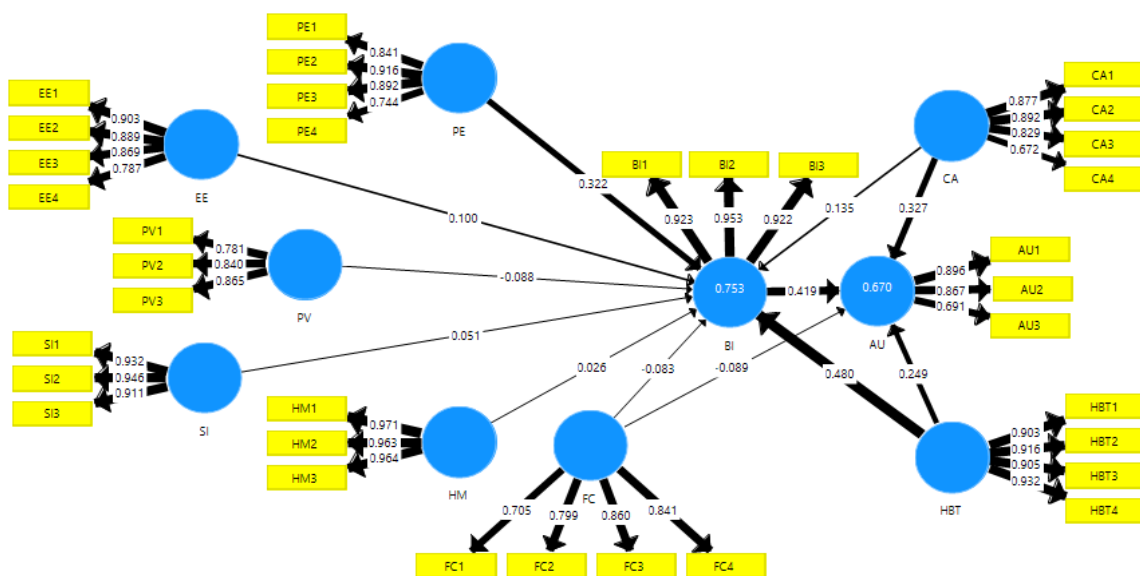 PE1
PE2
PE3
PE4
0.841
0.916
0.892
0.744
PE
EE1
EE2
EE3
EE4
0.903
0.889
0.869
0.787
EE
PV1
PV2
PV3
0.781
0.840
0.865
PV
SI1
SI2
SI3
0.932
0.946
0.911
SI
HM1
HM2
HM3
0.971
0.963
0.964
HM
FC
0.705
0.799
0.860
0.841
FC1
FC2
FC3
FC4
BI1
BI2
BI3
0.923
0.953
0.922
0.753
BI
0.322
0.100
-0.088
0.051
0.026
-0.083
-0.089
0.480
0.249
0.419
0.135
0.327
CA1
CA2
CA3
CA4
0.877
0.892
0.829
0.672
CA
0.670
AU
0.896
0.867
0.691
AU1
AU2
AU3
HBT1
HBT2
HBT3
HBT4
0.903
0.916
0.905
0.932
HBT